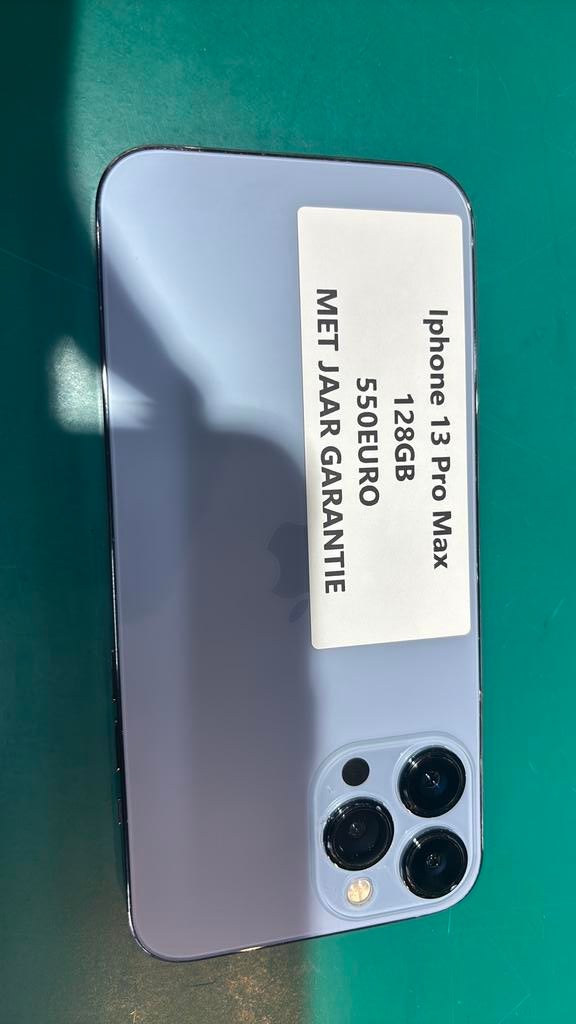 Iphone 13 Pro Max
128GB
550EURO
MET JAAR GARANTIE